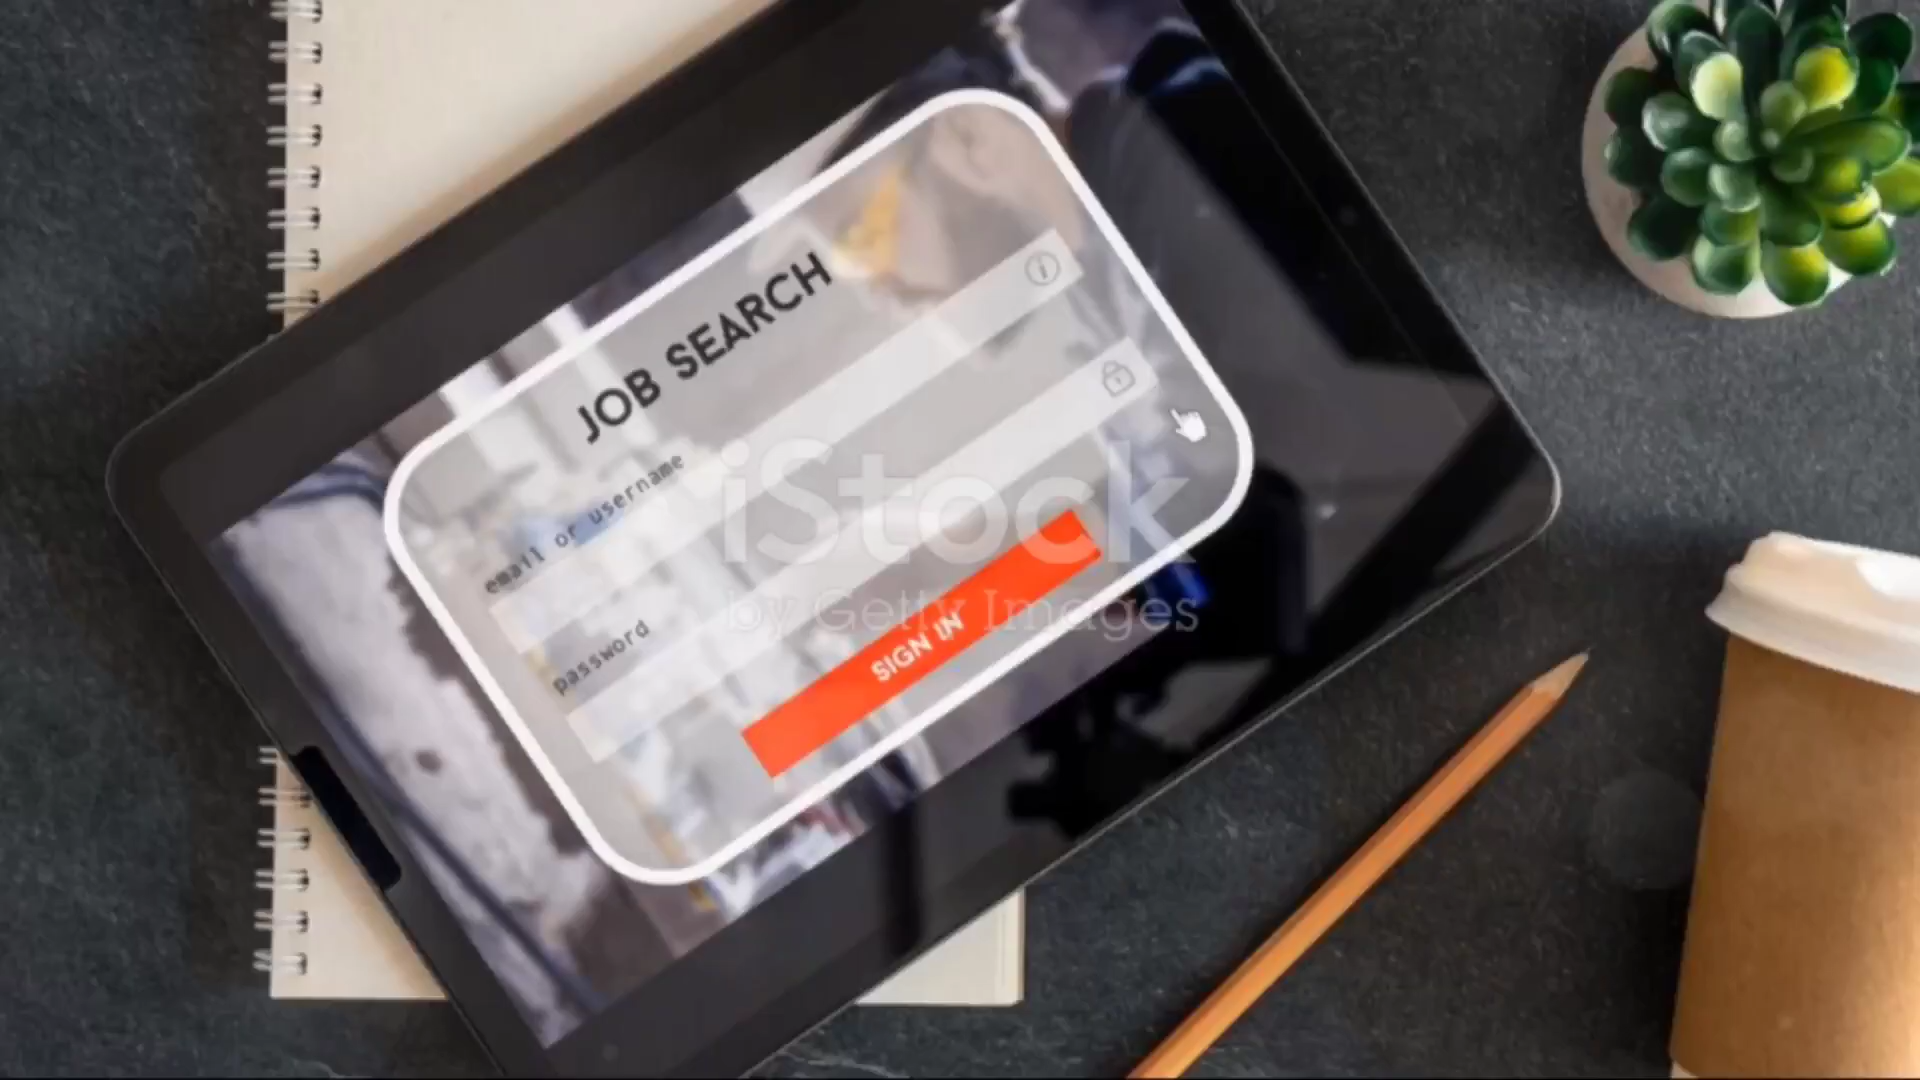 JOB SEARCH
email or username
password
SIGN IN
iStock
by Getty Images